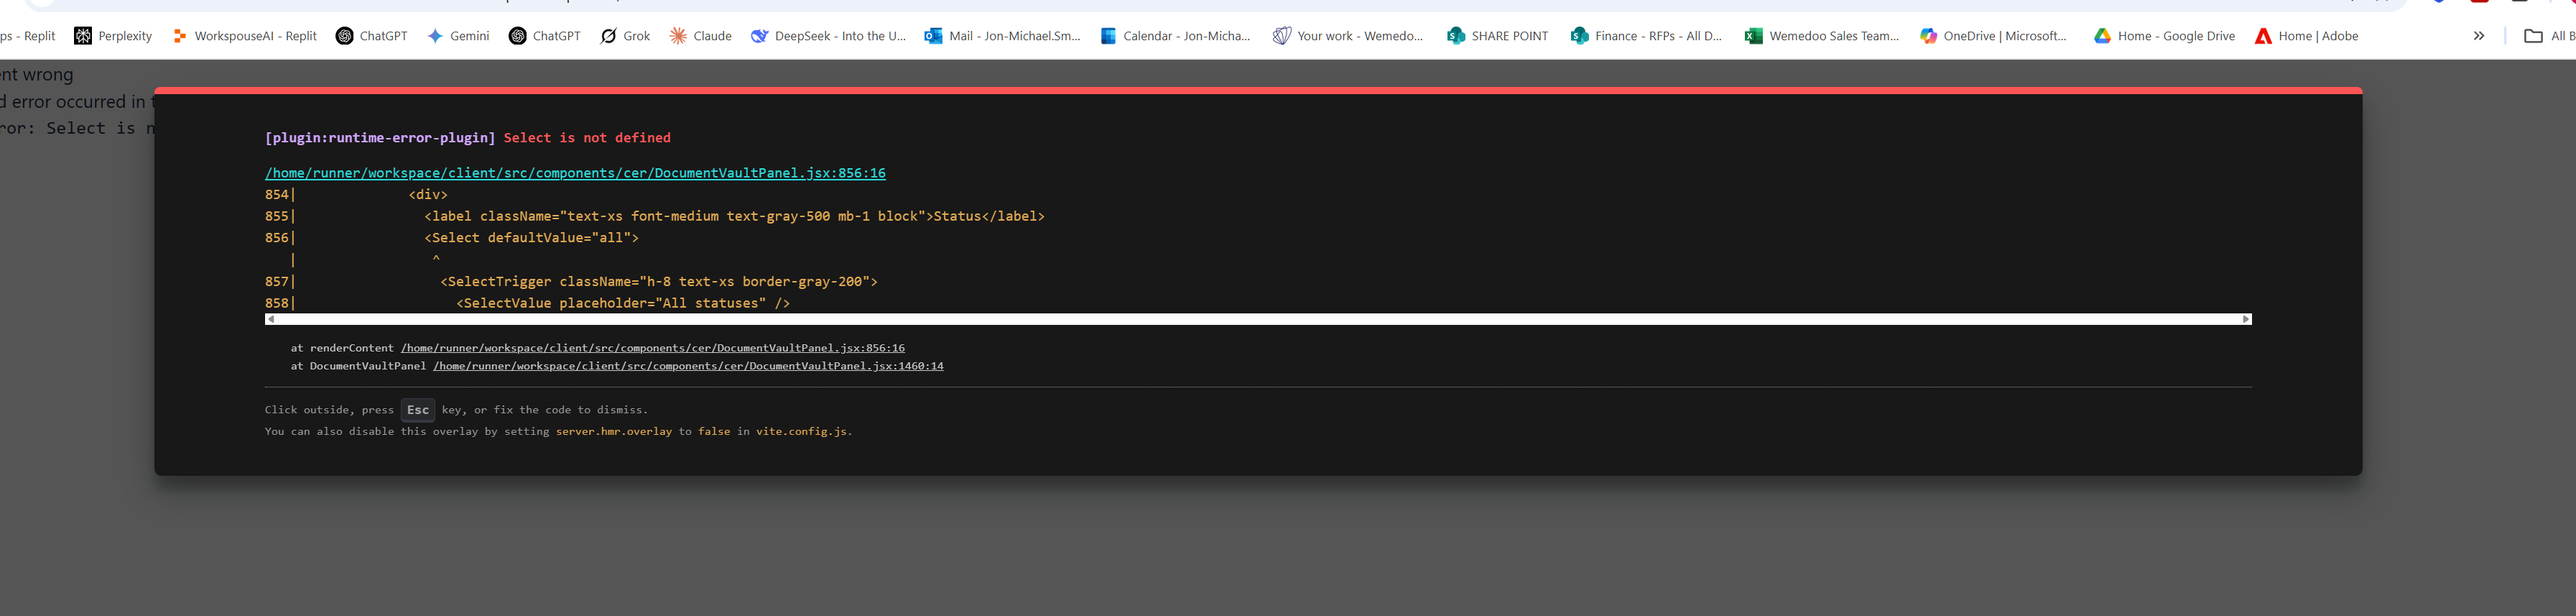 ps - Replit Perplexity WorkspouseAI - Replit ChatGPT Gemini ChatGPT Grok Claude DeepSeek - Into the U... Mail - Jon-Michael.Sm... Calendar - Jon-Micha... Your work - Wemedo... SHARE POINT Finance - RFPs - All D... Wemedoo Sales Team... OneDrive | Microsoft... Home - Google Drive Home | Adobe » All B
ent wrong
d error occurred in t
ror: Select is n
[plugin:runtime-error-plugin] Select is not defined
/home/runner/workspace/client/src/components/cer/DocumentVaultPanel.jsx:856:16
854| <div>
855| <label className="text-xs font-medium text-gray-500 mb-1 block">Status</label>
856| <Select defaultValue="all">
| ^
857| <SelectTrigger className="h-8 text-xs border-gray-200">
858| <SelectValue placeholder="All statuses" />
at renderContent /home/runner/workspace/client/src/components/cer/DocumentVaultPanel.jsx:856:16
at DocumentVaultPanel /home/runner/workspace/client/src/components/cer/DocumentVaultPanel.jsx:1460:14
Click outside, press Esc key, or fix the code to dismiss.
You can also disable this overlay by setting server.hmr.overlay to false in vite.config.js.